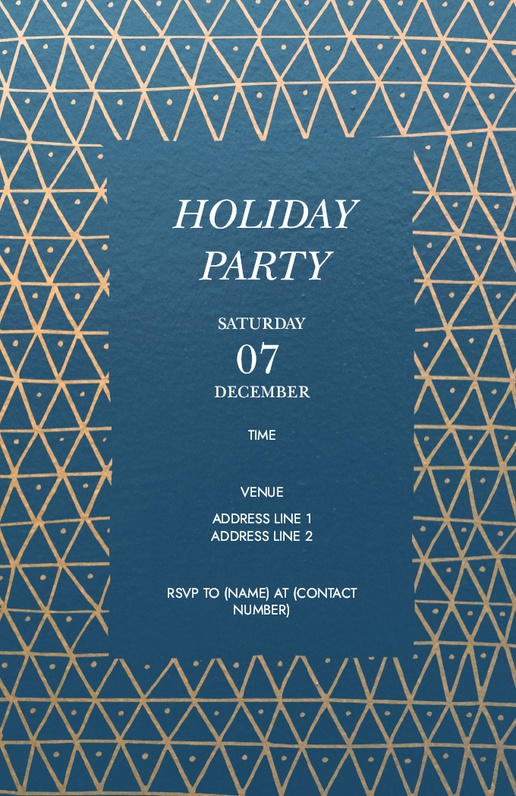 HOLIDAY
PARTY
SATURDAY
07
DECEMBER
TIME
VENUE
ADDRESS LINE 1
ADDRESS LINE 2
RSVP TO (NAME) AT (CONTACT
NUMBER)